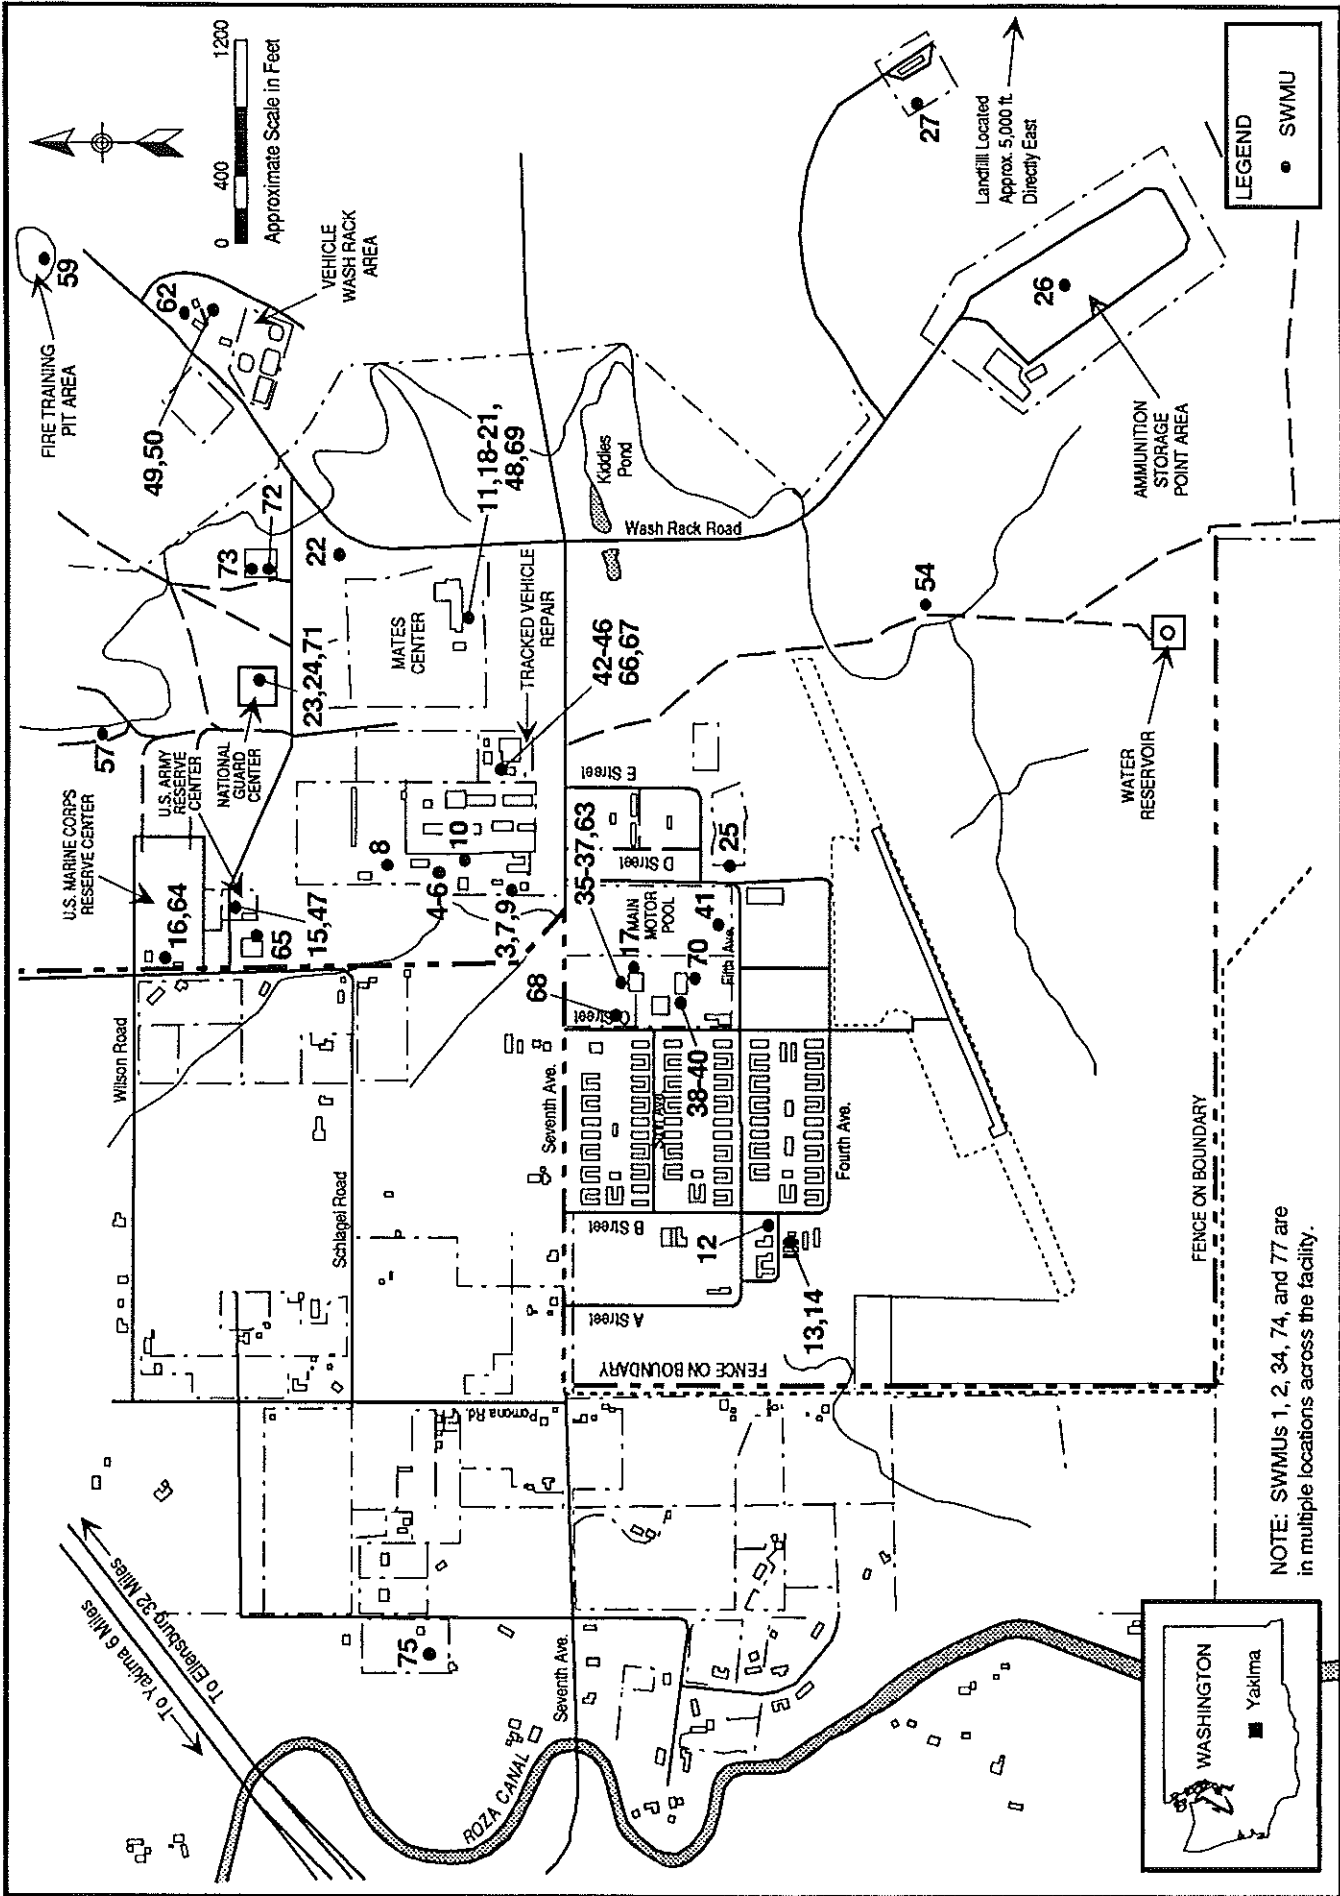 To Ellensburg 32 Miles
To Yakima 6 Miles
ROZA CANAL
75
Seventh Ave.
Pomona Rd.
Schlagel Road
Wilson Road
Seventh Ave.
A Street
B Street
FENCE ON BOUNDARY
12
13,14
Fourth Ave.
Fifth Ave.
C Street
38-40
68
70
41
17
MAIN
MOTOR
POOL
35-37,63
D Street
E Street
25
U.S. MARINE CORPS
RESERVE CENTER
16,64
U.S. ARMY
RESERVE
CENTER
15,47
65
57
NATIONAL
GUARD
CENTER
23,24,71
8
4-6
10
3,7,9
MATES
CENTER
TRACKED VEHICLE
REPAIR
42-46
66,67
11,18-21,
48,69
22
73
72
49,50
62
FIRE TRAINING
PIT AREA
59
VEHICLE
WASH RACK
AREA
0 400 1200
Approximate Scale in Feet
Kiddies
Pond
Wash Rack Road
54
WATER
RESERVOIR
AMMUNITION
STORAGE
POINT AREA
26
27
Landfill Located
Approx. 5,000 ft.
Directly East
FENCE ON BOUNDARY
LEGEND
SWMU
WASHINGTON
Yakima
NOTE: SWMUs 1, 2, 34, 74, and 77 are
in multiple locations across the facility.